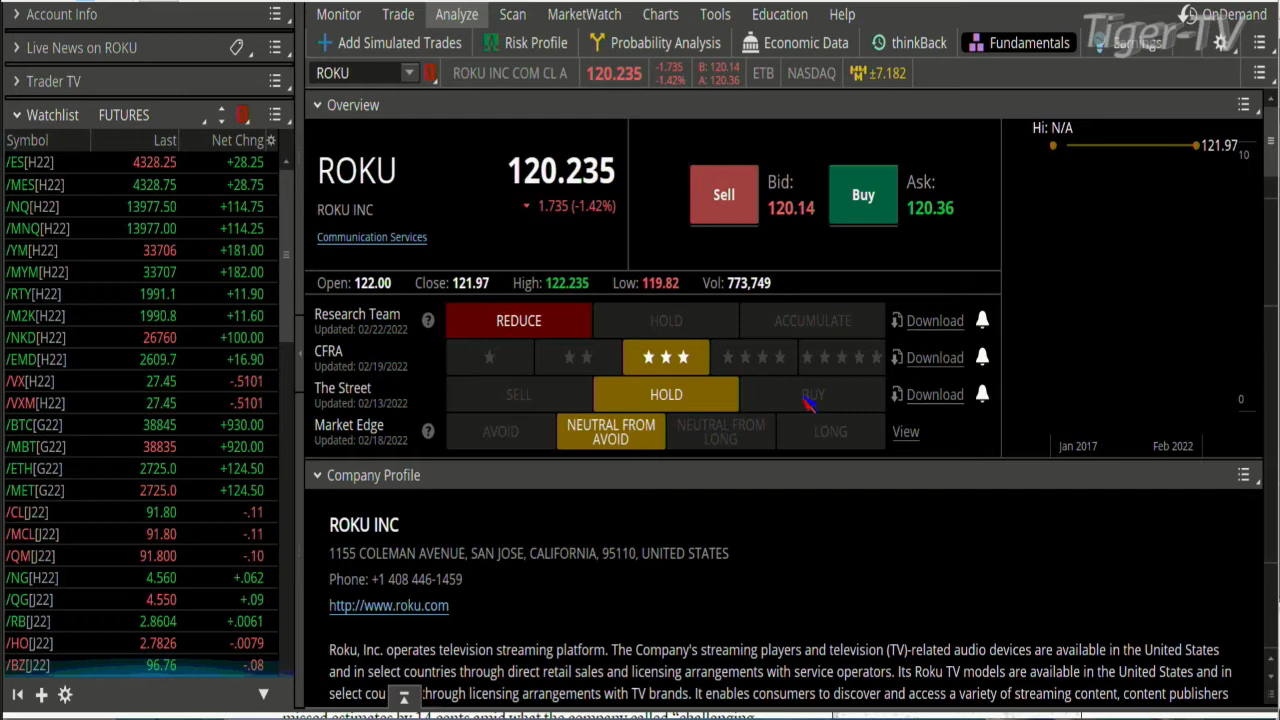 Account Info
Monitor Trade Analyze Scan MarketWatch Charts Tools Education Help
OnDemand
Tiger-TV
Live News on ROKU
Add Simulated Trades Risk Profile Probability Analysis Economic Data thinkBack Fundamentals Earnings
Trader TV
ROKU ROKU INC COM CL A 120.235 -1.735 -1.42% B: 120.14 A: 120.36 ETB NASDAQ ±7.182
Watchlist FUTURES
Symbol Last Net Chng
/ES[H22] 4328.25 +28.25
/MES[H22] 4328.75 +28.75
/NQ[H22] 13977.50 +114.75
/MNQ[H22] 13977.00 +114.25
/YM[H22] 33706 +181.00
/MYM[H22] 33707 +182.00
/RTY[H22] 1991.1 +11.90
/M2K[H22] 1990.8 +11.60
/NKD[H22] 26760 +100.00
/EMD[H22] 2609.7 +16.90
/VX[H22] 27.45 -.5101
/VXM[H22] 27.45 -.5101
/BTC[G22] 38845 +930.00
/MBT[G22] 38835 +920.00
/ETH[G22] 2725.0 +124.50
/MET[G22] 2725.0 +124.50
/CL[J22] 91.80 -.11
/MCL[J22] 91.80 -.11
/QM[J22] 91.800 -.10
/NG[H22] 4.560 +.062
/QG[J22] 4.550 +.09
/RB[J22] 2.8604 +.0061
/HO[J22] 2.7826 -.0079
/BZ[J22] 96.76 -.08
Overview
ROKU 120.235
ROKU INC 1.735 (-1.42%)
Communication Services
Sell Bid: 120.14 Buy Ask: 120.36
Hi: N/A
121.97
10
0
Jan 2017 Feb 2022
Open: 122.00 Close: 121.97 High: 122.235 Low: 119.82 Vol: 773,749
Research Team REDUCE HOLD ACCUMULATE Download
Updated: 02/22/2022
CFRA Download
Updated: 02/19/2022
The Street SELL HOLD BUY Download
Updated: 02/13/2022
Market Edge AVOID NEUTRAL FROM AVOID NEUTRAL FROM LONG LONG View
Updated: 02/18/2022
Company Profile
ROKU INC
1155 COLEMAN AVENUE, SAN JOSE, CALIFORNIA, 95110, UNITED STATES
Phone: +1 408 446-1459
http://www.roku.com
Roku, Inc. operates television streaming platform. The Company's streaming players and television (TV)-related audio devices are available in the United States
and in select countries through direct retail sales and licensing arrangements with service operators. Its Roku TV models are available in the United States and in
select cou through licensing arrangements with TV brands. It enables consumers to discover and access a variety of streaming content, content publishers
missed estimates by 14 cents amid what the company called "challenging